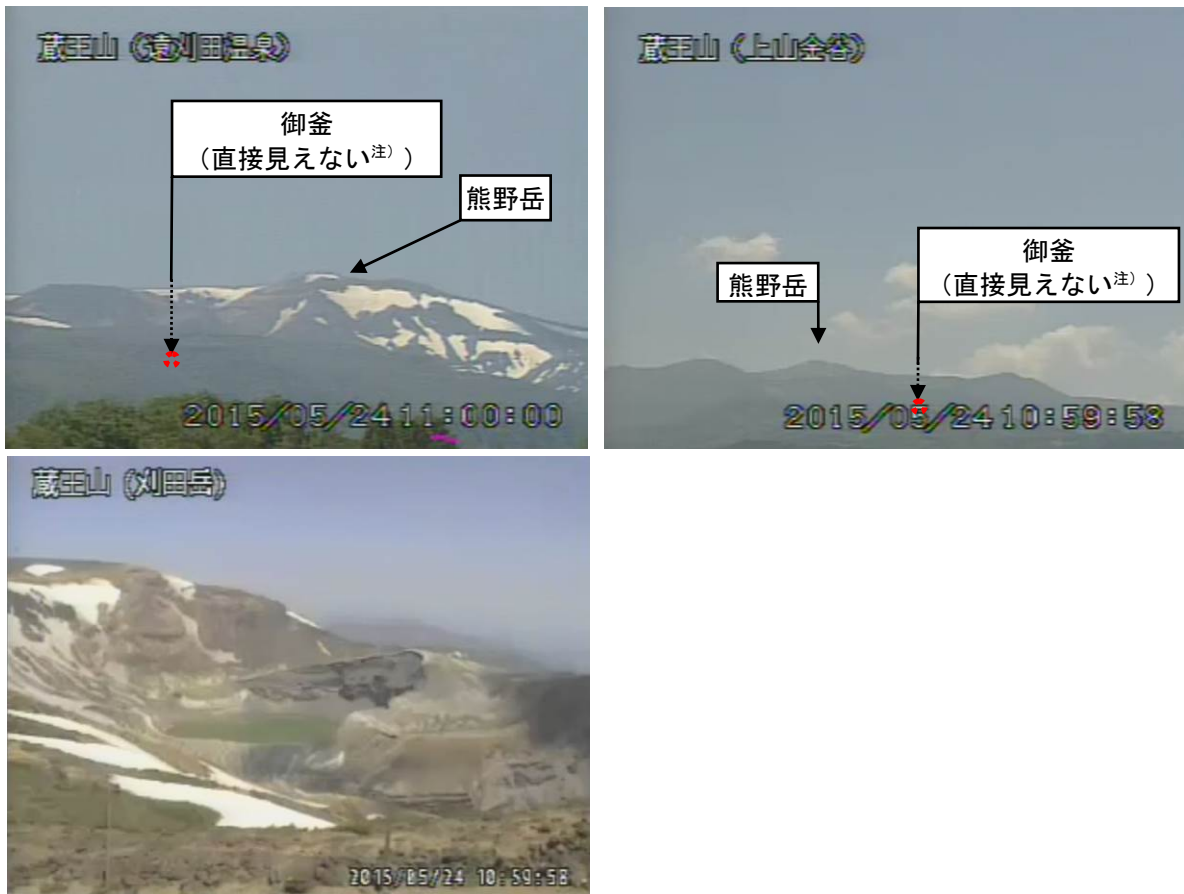 蔵王山（遠刈田温泉）
御釜
（直接見えない注））
熊野岳
2015/05/24 11:00:00
蔵王山（上山金谷）
御釜
（直接見えない注））
熊野岳
2015/05/24 10:59:58
蔵王山（刈田岳）
2015/05/24 10:59:58